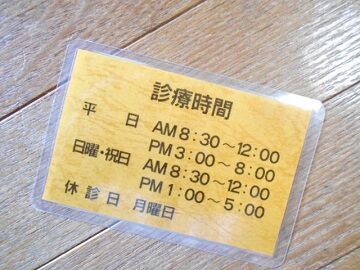 診療時間
平 日 AM 8:30～12:00
PM 3:00～8:00
日曜・祝日 AM 8:30～12:00
PM 1:00～5:00
休診日 月曜日